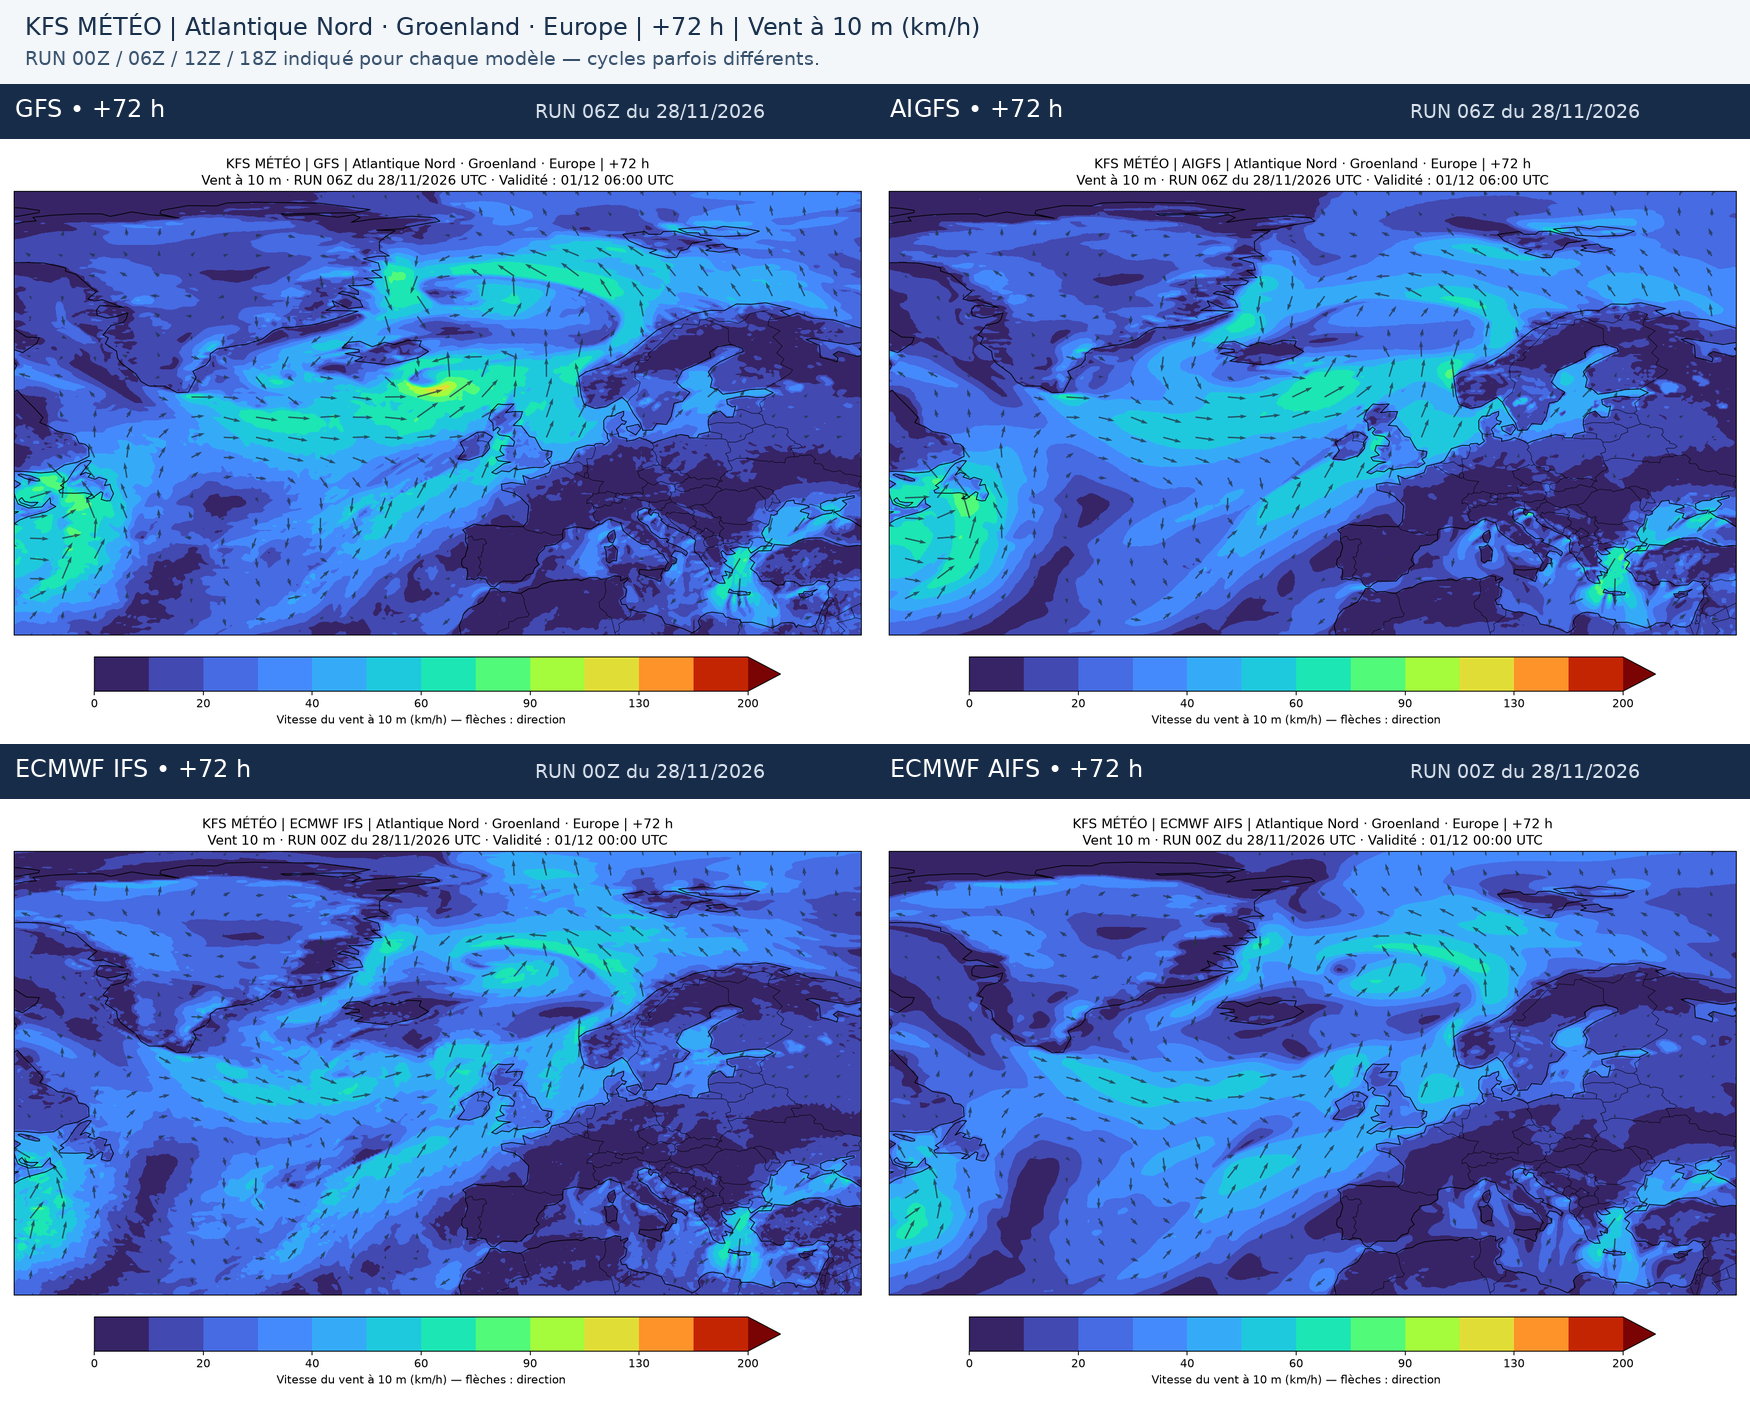 KFS MÉTÉO | Atlantique Nord · Groenland · Europe | +72 h | Vent à 10 m (km/h)
RUN 00Z / 06Z / 12Z / 18Z indiqué pour chaque modèle — cycles parfois différents.
GFS • +72 h
RUN 06Z du 28/11/2026
KFS MÉTÉO | GFS | Atlantique Nord · Groenland · Europe | +72 h
Vent à 10 m · RUN 06Z du 28/11/2026 UTC · Validité : 01/12 06:00 UTC
0 20 40 60 90 130 200
Vitesse du vent à 10 m (km/h) — flèches : direction
AIGFS • +72 h
RUN 06Z du 28/11/2026
KFS MÉTÉO | AIGFS | Atlantique Nord · Groenland · Europe | +72 h
Vent à 10 m · RUN 06Z du 28/11/2026 UTC · Validité : 01/12 06:00 UTC
0 20 40 60 90 130 200
Vitesse du vent à 10 m (km/h) — flèches : direction
ECMWF IFS • +72 h
RUN 00Z du 28/11/2026
KFS MÉTÉO | ECMWF IFS | Atlantique Nord · Groenland · Europe | +72 h
Vent 10 m · RUN 00Z du 28/11/2026 UTC · Validité : 01/12 00:00 UTC
0 20 40 60 90 130 200
Vitesse du vent à 10 m (km/h) — flèches : direction
ECMWF AIFS • +72 h
RUN 00Z du 28/11/2026
KFS MÉTÉO | ECMWF AIFS | Atlantique Nord · Groenland · Europe | +72 h
Vent 10 m · RUN 00Z du 28/11/2026 UTC · Validité : 01/12 00:00 UTC
0 20 40 60 90 130 200
Vitesse du vent à 10 m (km/h) — flèches : direction